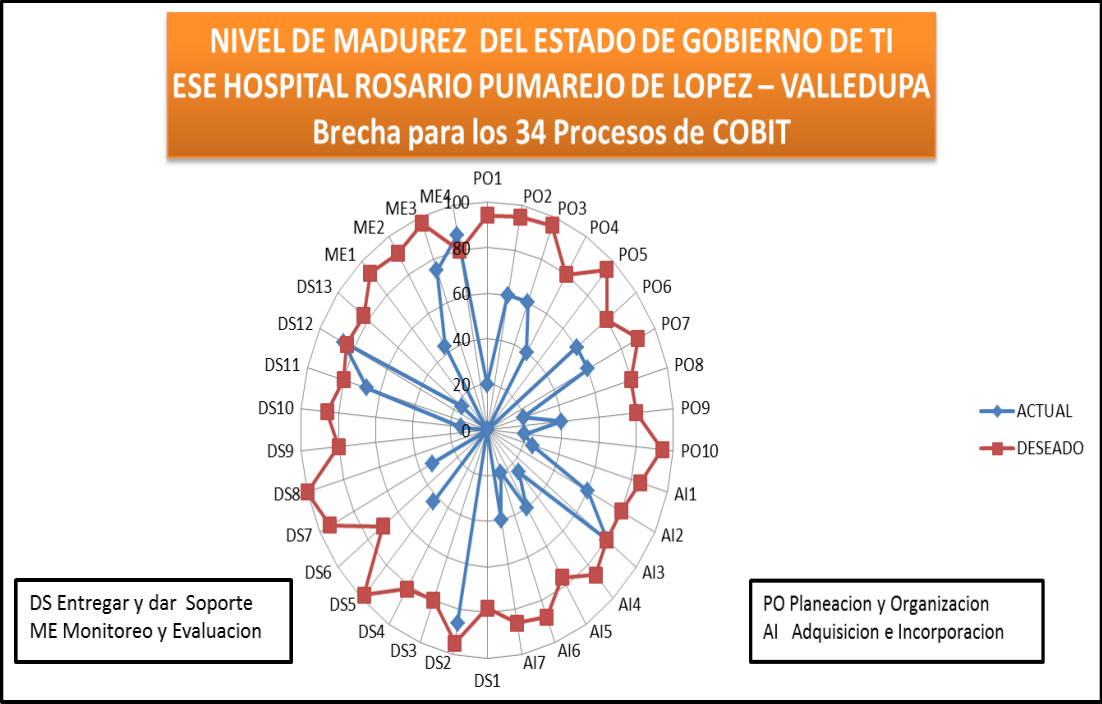 NIVEL DE MADUREZ DEL ESTADO DE GOBIERNO DE TI
ESE HOSPITAL ROSARIO PUMAREJO DE LOPEZ – VALLEDUPA
Brecha para los 34 Procesos de COBIT
PO1
PO2
PO3
PO4
PO5
PO6
PO7
PO8
PO9
PO10
AI1
AI2
AI3
AI4
AI5
AI6
AI7
DS1
DS2
DS3
DS4
DS5
DS6
DS7
DS8
DS9
DS10
DS11
DS12
DS13
ME1
ME2
ME3
ME4
100
80
60
40
20
0
ACTUAL
DESEADO
DS Entregar y dar Soporte
ME Monitoreo y Evaluacion
PO Planeacion y Organizacion
AI Adquisicion e Incorporacion